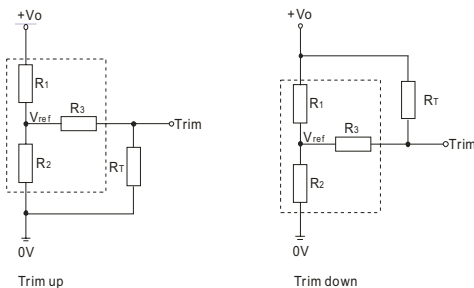 +Vo
R1
Vref
R3
Trim
R2
RT
0V
Trim up
+Vo
R1
RT
Vref
R3
Trim
R2
0V
Trim down